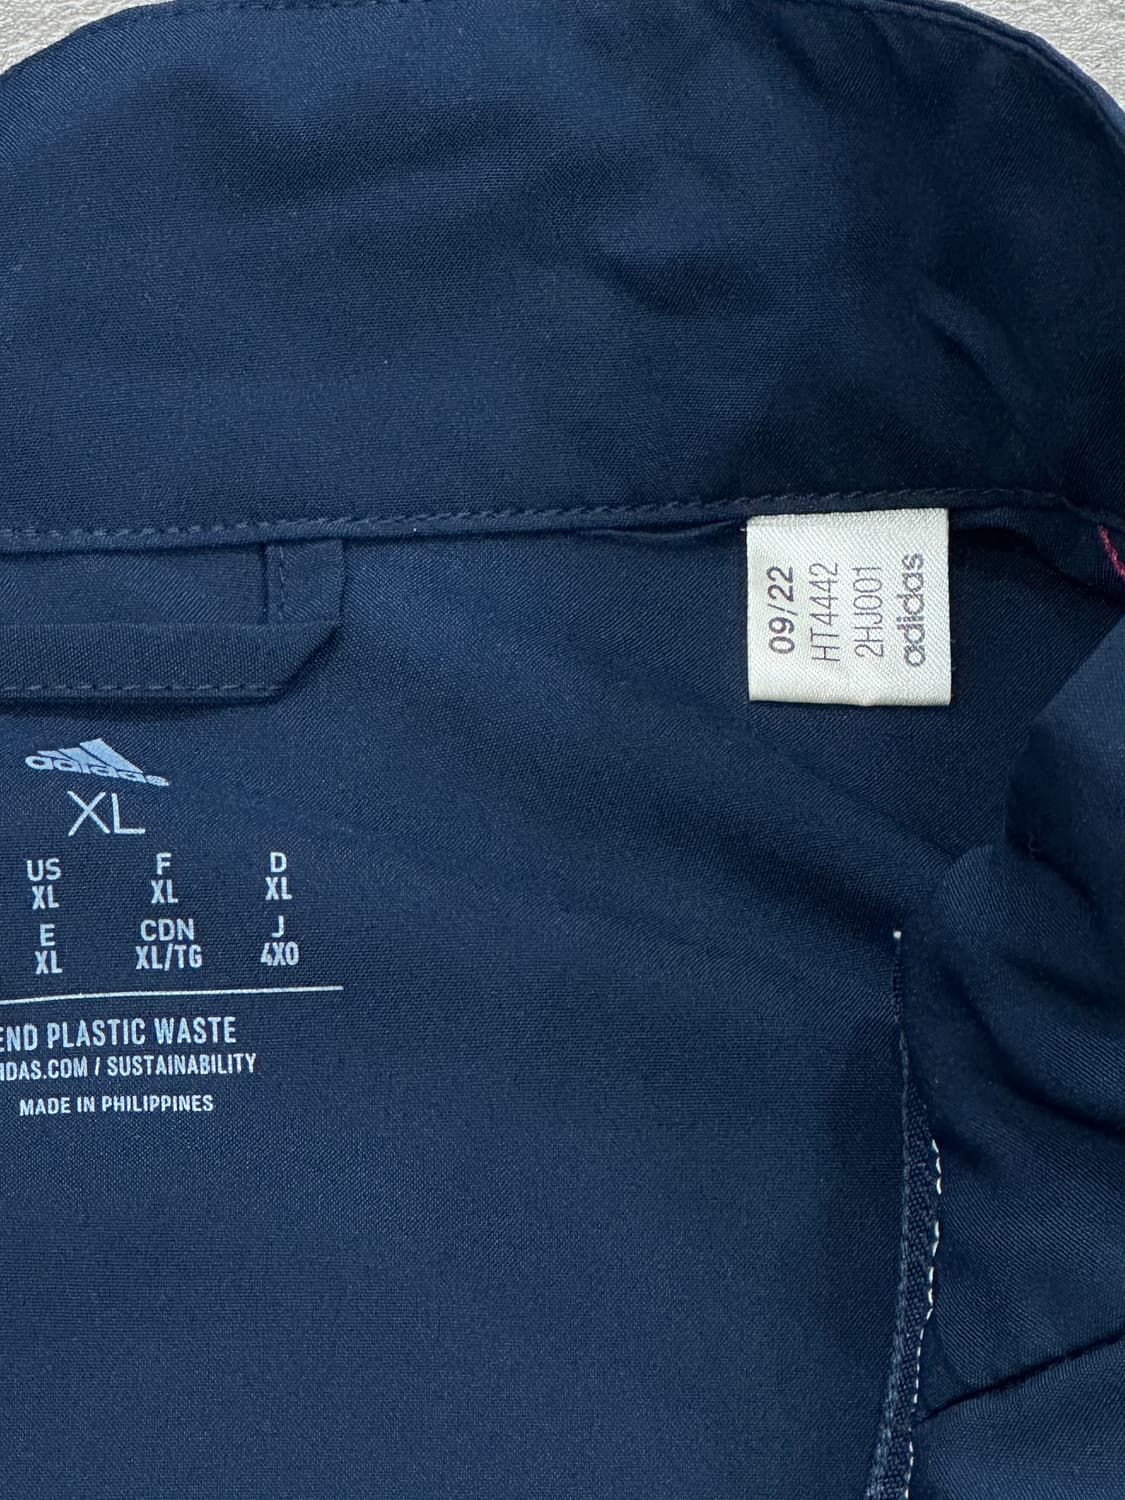 09/22
HT4442
2HJ001
adidas
adidas
XL
US F D
XL XL XL
E CDN J
XL XL/TG 4XO
END PLASTIC WASTE
IDAS.COM / SUSTAINABILITY
MADE IN PHILIPPINES